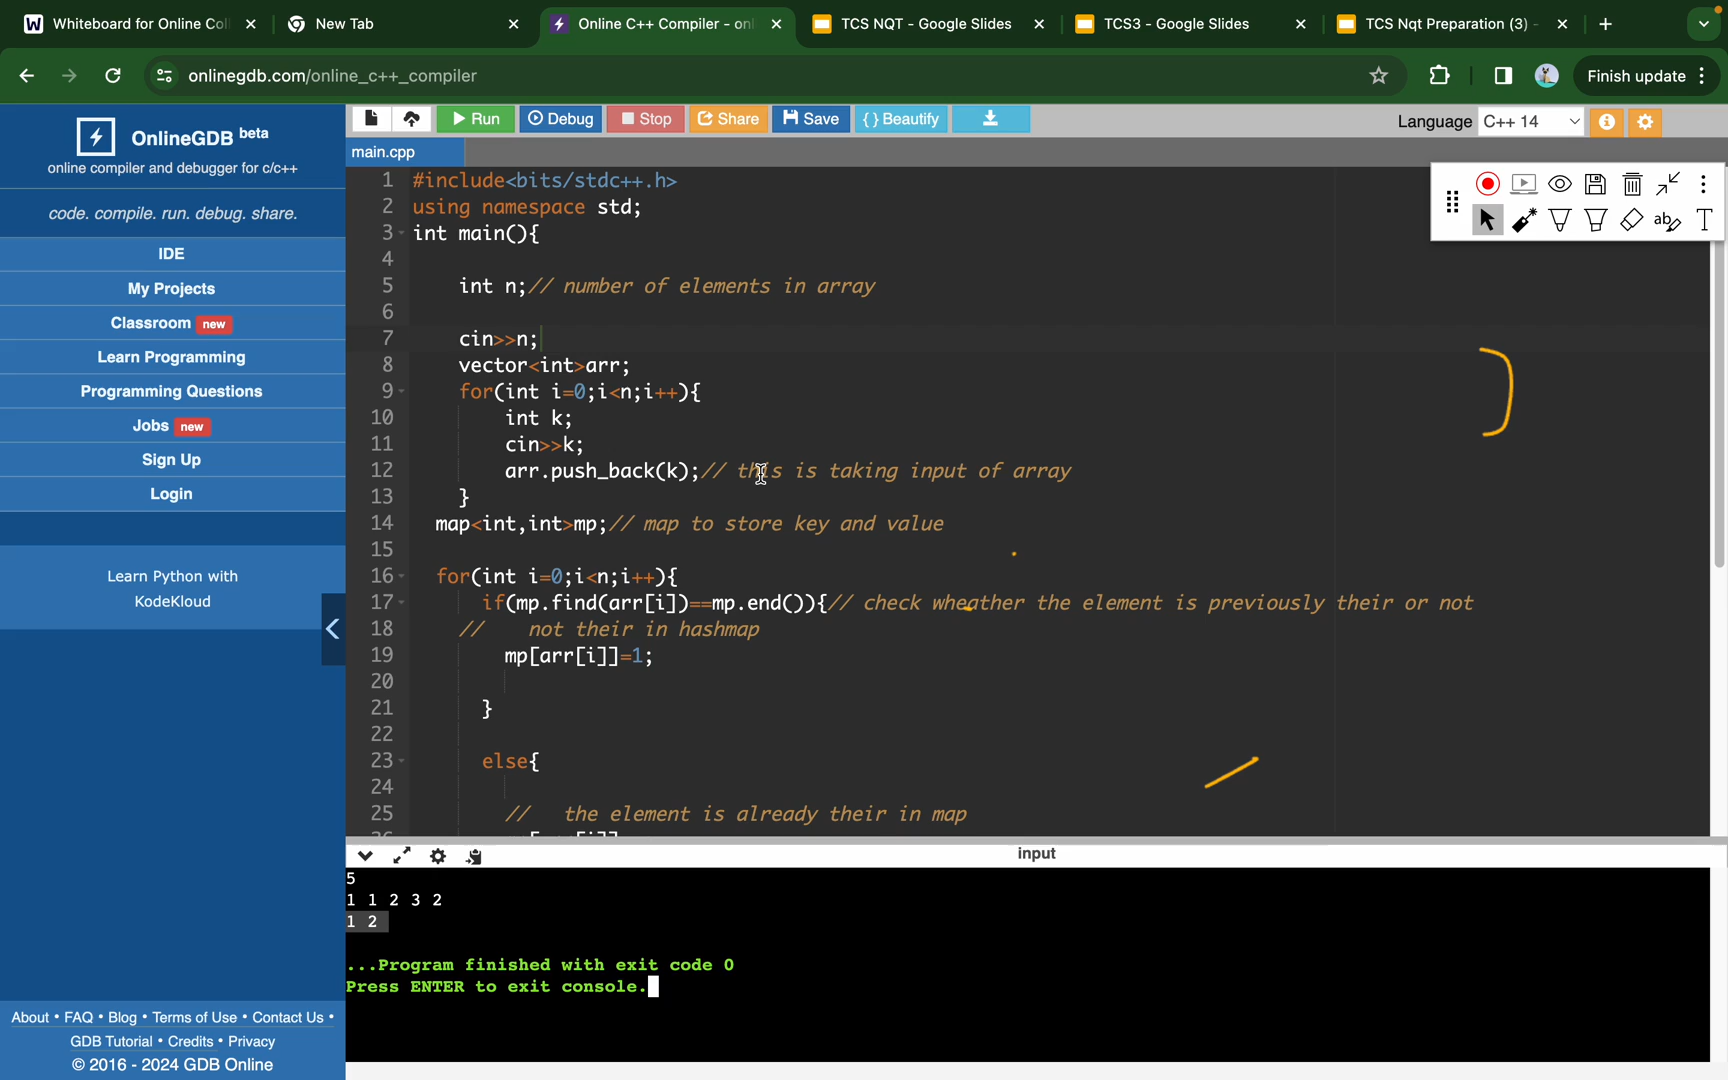 Whiteboard for Online Col
New Tab
Online C++ Compiler - onl
TCS NQT - Google Slides
TCS3 - Google Slides
TCS Nqt Preparation (3) -
onlinegdb.com/online_c++_compiler
Finish update
OnlineGDB beta
online compiler and debugger for c/c++
code. compile. run. debug. share.
IDE
My Projects
Classroom new
Learn Programming
Programming Questions
Jobs new
Sign Up
Login
Learn Python with
KodeKloud
About • FAQ • Blog • Terms of Use • Contact Us •
GDB Tutorial • Credits • Privacy
© 2016 - 2024 GDB Online
Run Debug Stop Share Save { } Beautify
Language C++ 14
main.cpp
1 #include<bits/stdc++.h>
2 using namespace std;
3 int main(){
4
5 int n;// number of elements in array
6
7 cin>>n;
8 vector<int>arr;
9 for(int i=0;i<n;i++){
10 int k;
11 cin>>k;
12 arr.push_back(k);// this is taking input of array
13 }
14 map<int,int>mp;// map to store key and value
15
16 for(int i=0;i<n;i++){
17 if(mp.find(arr[i])==mp.end()){// check wheather the element is previously their or not
18 // not their in hashmap
19 mp[arr[i]]=1;
20
21 }
22
23 else{
24
25 // the element is already their in map
input
5
1 1 2 3 2
1 2
...Program finished with exit code 0
Press ENTER to exit console.